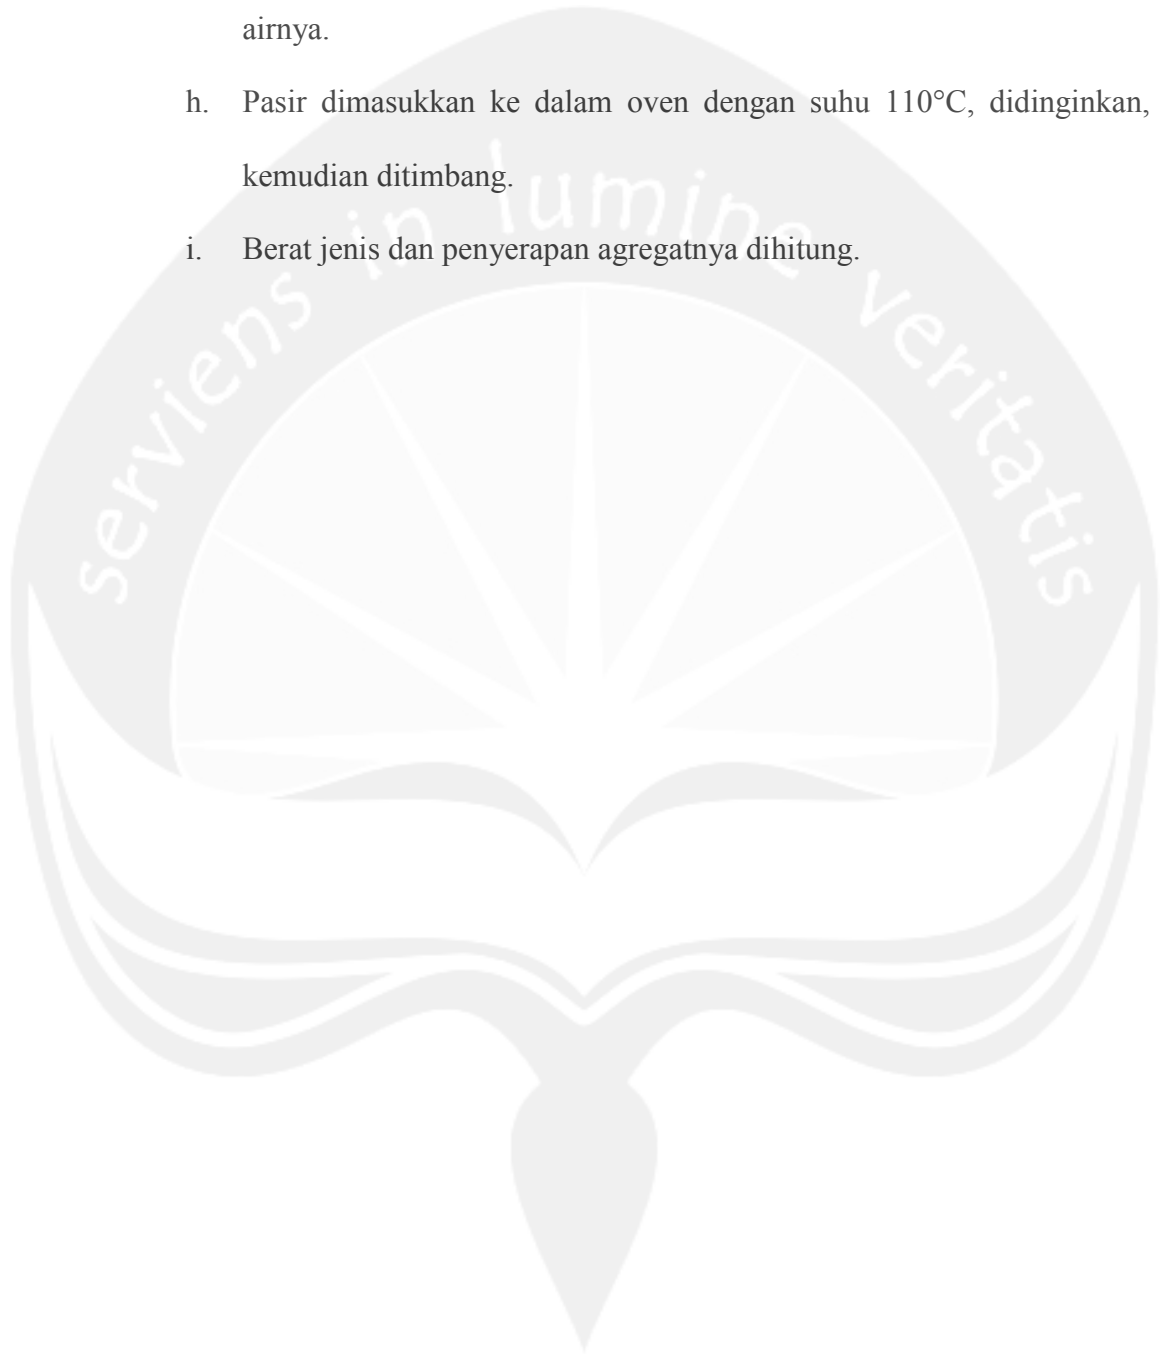 airnya.
h. Pasir dimasukkan ke dalam oven dengan suhu 110°C, didinginkan,
kemudian ditimbang.
i. Berat jenis dan penyerapan agregatnya dihitung.
serviens in lumine veritatis